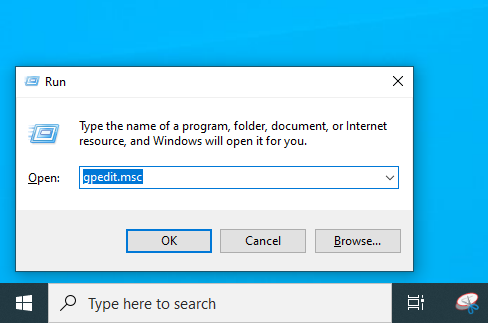 Run
Type the name of a program, folder, document, or Internet
resource, and Windows will open it for you.
Open: gpedit.msc
OK Cancel Browse...
Type here to search